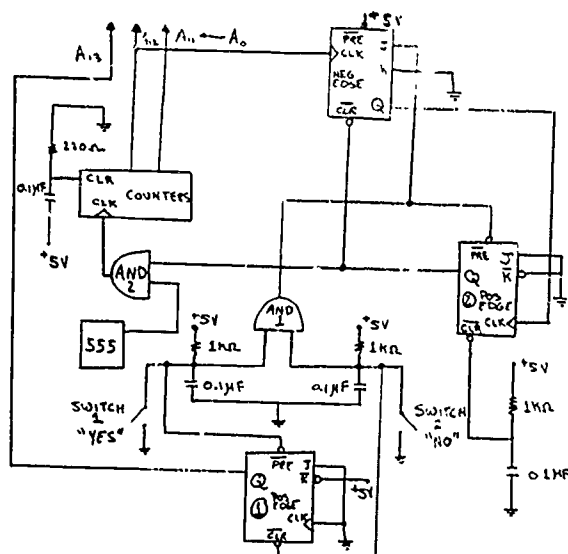 +5V
A13
A12 A11 ← A0
PRE
CLK
J
K
NEG
EDGE
Q
CLR
220Ω
0.1µF
+5V
CLR
CLK
COUNTERS
AND
2
555
AND
1
PRE
J
Q
K
2 POS
EDGE
CLK
CLR
+5V
1KΩ
0.1µF
+5V
1KΩ
0.1µF
+5V
1KΩ
0.1µF
SWITCH
1
"YES"
SWITCH
2
"NO"
PRE
J
Q
K
+5V
1 POS
EDGE
CLK
CLR